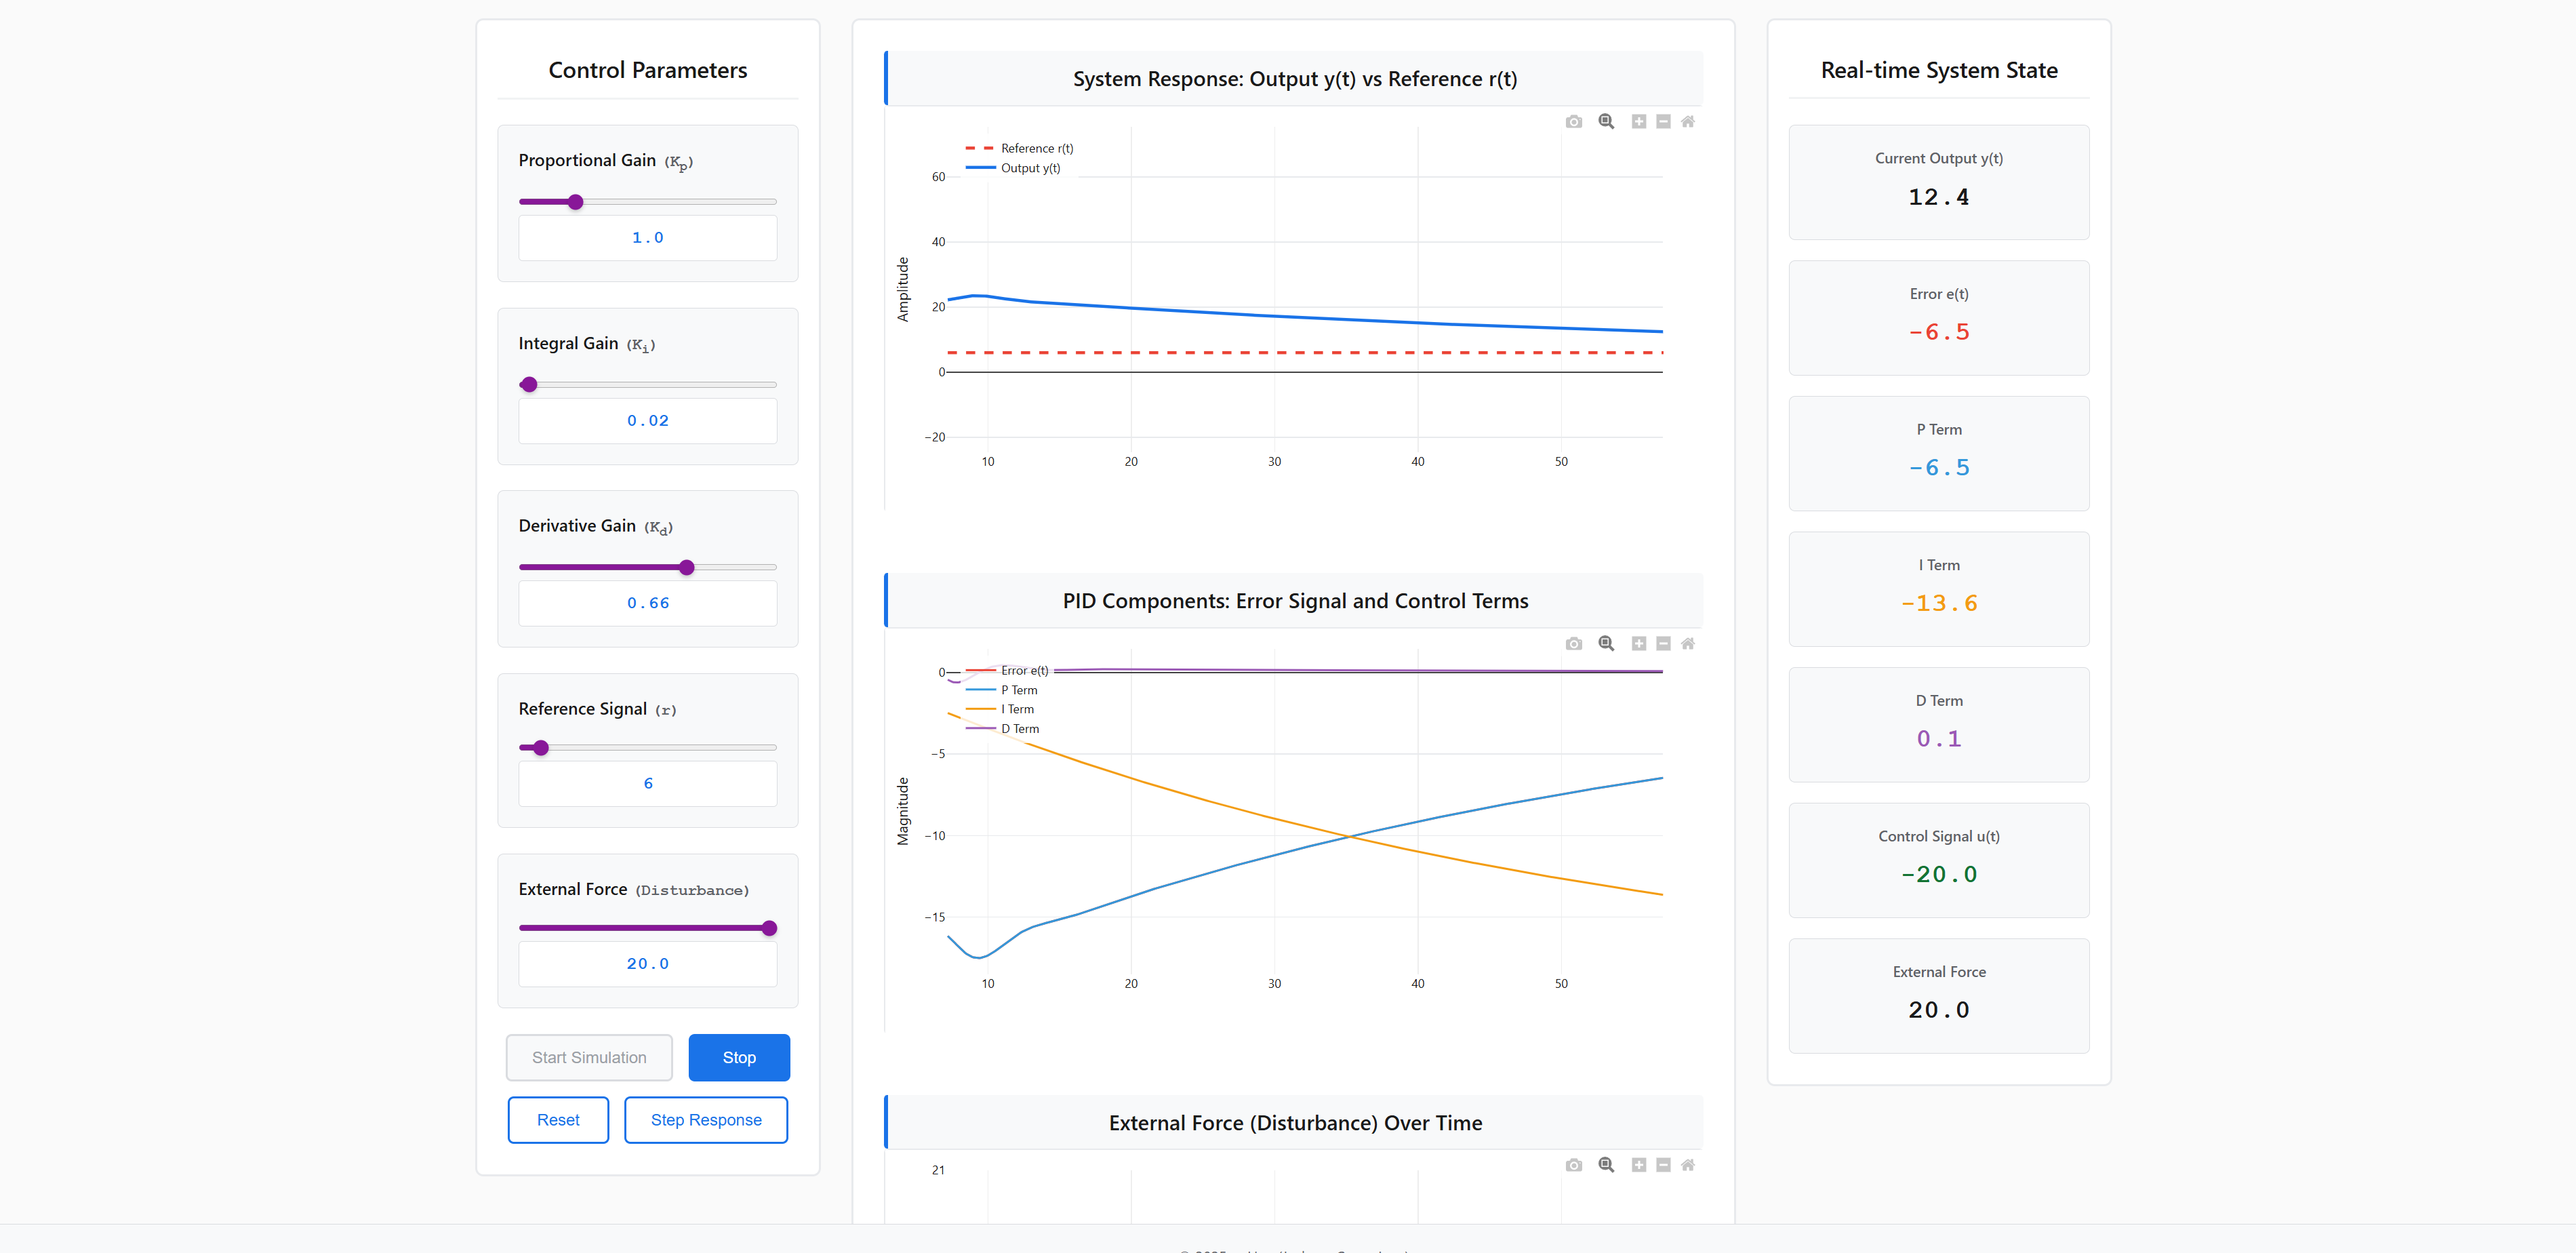 Control Parameters
Proportional Gain (Kp)
1.0
Integral Gain (Ki)
0.02
Derivative Gain (Kd)
0.66
Reference Signal (r)
6
External Force (Disturbance)
20.0
Start Simulation
Stop
Reset
Step Response
System Response: Output y(t) vs Reference r(t)
Reference r(t)
Output y(t)
Amplitude
60
40
20
0
−20
10 20 30 40 50
PID Components: Error Signal and Control Terms
Error e(t)
P Term
I Term
D Term
Magnitude
0
−5
−10
−15
10 20 30 40 50
External Force (Disturbance) Over Time
21
Real-time System State
Current Output y(t)
12.4
Error e(t)
-6.5
P Term
-6.5
I Term
-13.6
D Term
0.1
Control Signal u(t)
-20.0
External Force
20.0